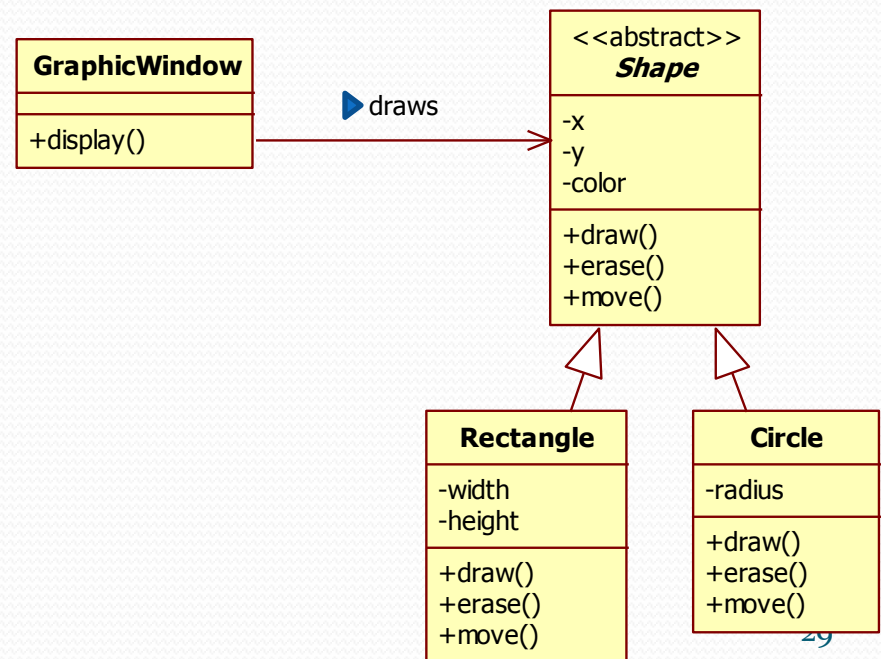 GraphicWindow
+display()
draws
<<abstract>>
Shape
-x
-y
-color
+draw()
+erase()
+move()
Rectangle
-width
-height
+draw()
+erase()
+move()
Circle
-radius
+draw()
+erase()
+move()
29